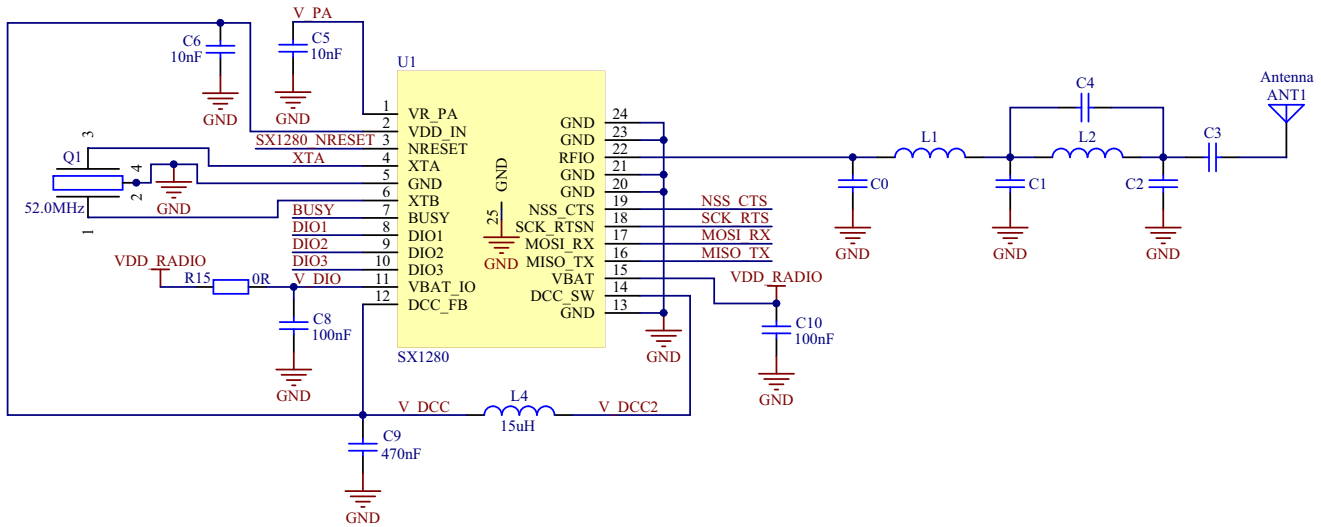 V_PA
C6
10nF
C5
10nF
GND
GND
U1
1 VR_PA
2 VDD_IN
SX1280_NRESET 3 NRESET
XTA 4 XTA
5 GND
6 XTB
BUSY 7 BUSY
DIO1 8 DIO1
DIO2 9 DIO2
DIO3 10 DIO3
V_DIO 11 VBAT_IO
12 DCC_FB
GND 24
GND 23
RFIO 22
GND 21
GND 20
NSS_CTS 19 NSS_CTS
SCK_RTSN 18 SCK_RTS
MOSI_RX 17 MOSI_RX
MISO_TX 16 MISO_TX
VBAT 15
DCC_SW 14
GND 13
GND
25
GND
SX1280
3
Q1
4
2
52.0MHz
1
GND
VDD_RADIO
R15
0R
C8
100nF
GND
VDD_RADIO
C10
100nF
GND
GND
V_DCC
L4
15uH
V_DCC2
C9
470nF
GND
C0
GND
L1
C1
GND
C4
L2
C2
GND
C3
Antenna
ANT1